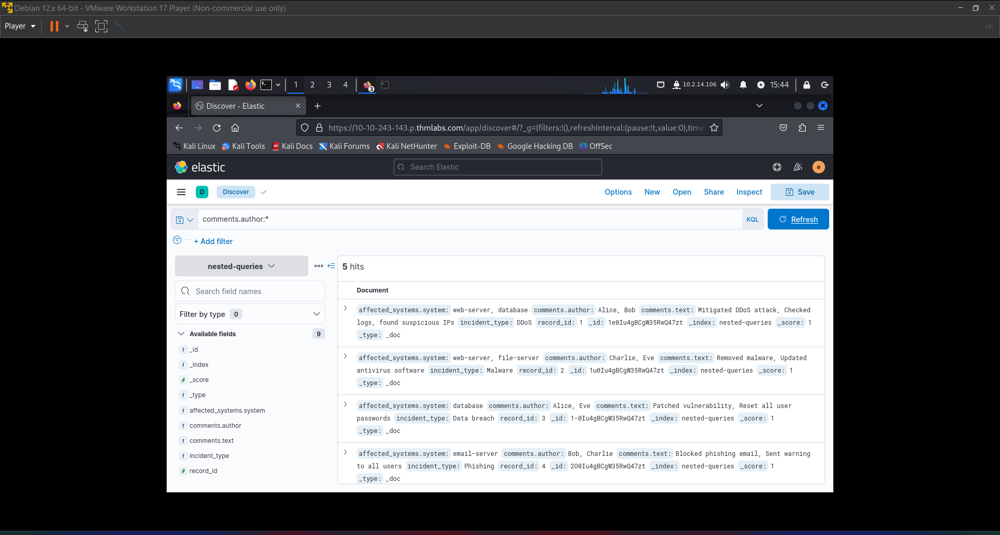 Debian 12.x 64-bit - VMware Workstation 17 Player (Non-commercial use only)
Player
1 2 3 4
3
10.2.14.106
15:44
Discover - Elastic
https://10-10-243-143.p.thmlabs.com/app/discover#/?_g=(filters:!(),refreshInterval:(pause:!t,value:0),time
Kali Linux Kali Tools Kali Docs Kali Forums Kali NetHunter Exploit-DB Google Hacking DB OffSec
elastic
Search Elastic
e
D
Discover
Options New Open Share Inspect Save
comments.author:*
KQL
Refresh
+ Add filter
nested-queries
Search field names
Filter by type 0
Available fields 9
t _id
t _index
# _score
t _type
t affected_systems.system
t comments.author
t comments.text
t incident_type
# record_id
5 hits
Document
affected_systems.system: web-server, database comments.author: Alice, Bob comments.text: Mitigated DDoS attack, Checked
logs, found suspicious IPs incident_type: DDoS record_id: 1 _id: 1e0Iu4gBCgW35RwQ47zt _index: nested-queries _score: 1
_type: _doc
affected_systems.system: web-server, file-server comments.author: Charlie, Eve comments.text: Removed malware, Updated
antivirus software incident_type: Malware record_id: 2 _id: 1u0Iu4gBCgW35RwQ47zt _index: nested-queries _score: 1
_type: _doc
affected_systems.system: database comments.author: Alice, Eve comments.text: Patched vulnerability, Reset all user
passwords incident_type: Data breach record_id: 3 _id: 1-0Iu4gBCgW35RwQ47zt _index: nested-queries _score: 1
_type: _doc
affected_systems.system: email-server comments.author: Bob, Charlie comments.text: Blocked phishing email, Sent warning
to all users incident_type: Phishing record_id: 4 _id: 2O0Iu4gBCgW35RwQ47zt _index: nested-queries _score: 1
_type: _doc